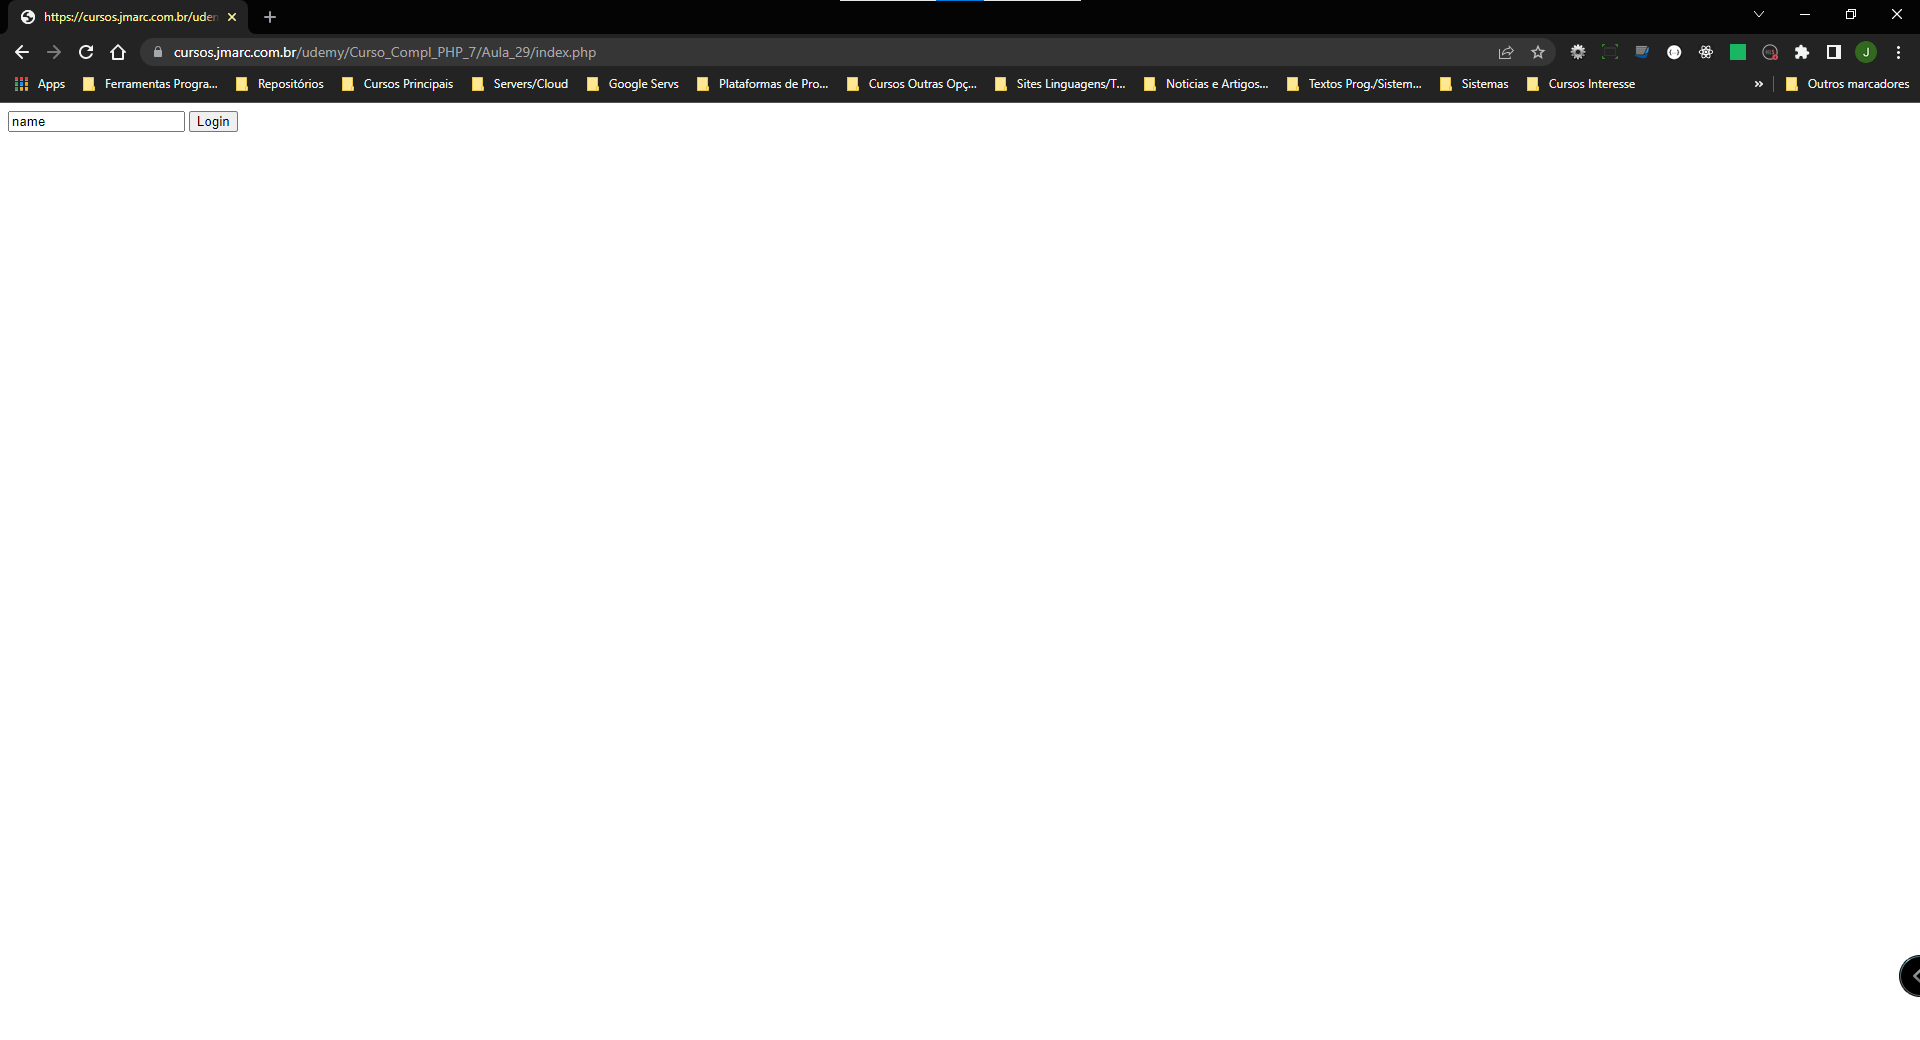 https://cursos.jmarc.com.br/uden
cursos.jmarc.com.br/udemy/Curso_Compl_PHP_7/Aula_29/index.php
J
Apps Ferramentas Progra... Repositórios Cursos Principais Servers/Cloud Google Servs Plataformas de Pro... Cursos Outras Opç... Sites Linguagens/T... Noticias e Artigos... Textos Prog./Sistem... Sistemas Cursos Interesse » Outros marcadores
name Login